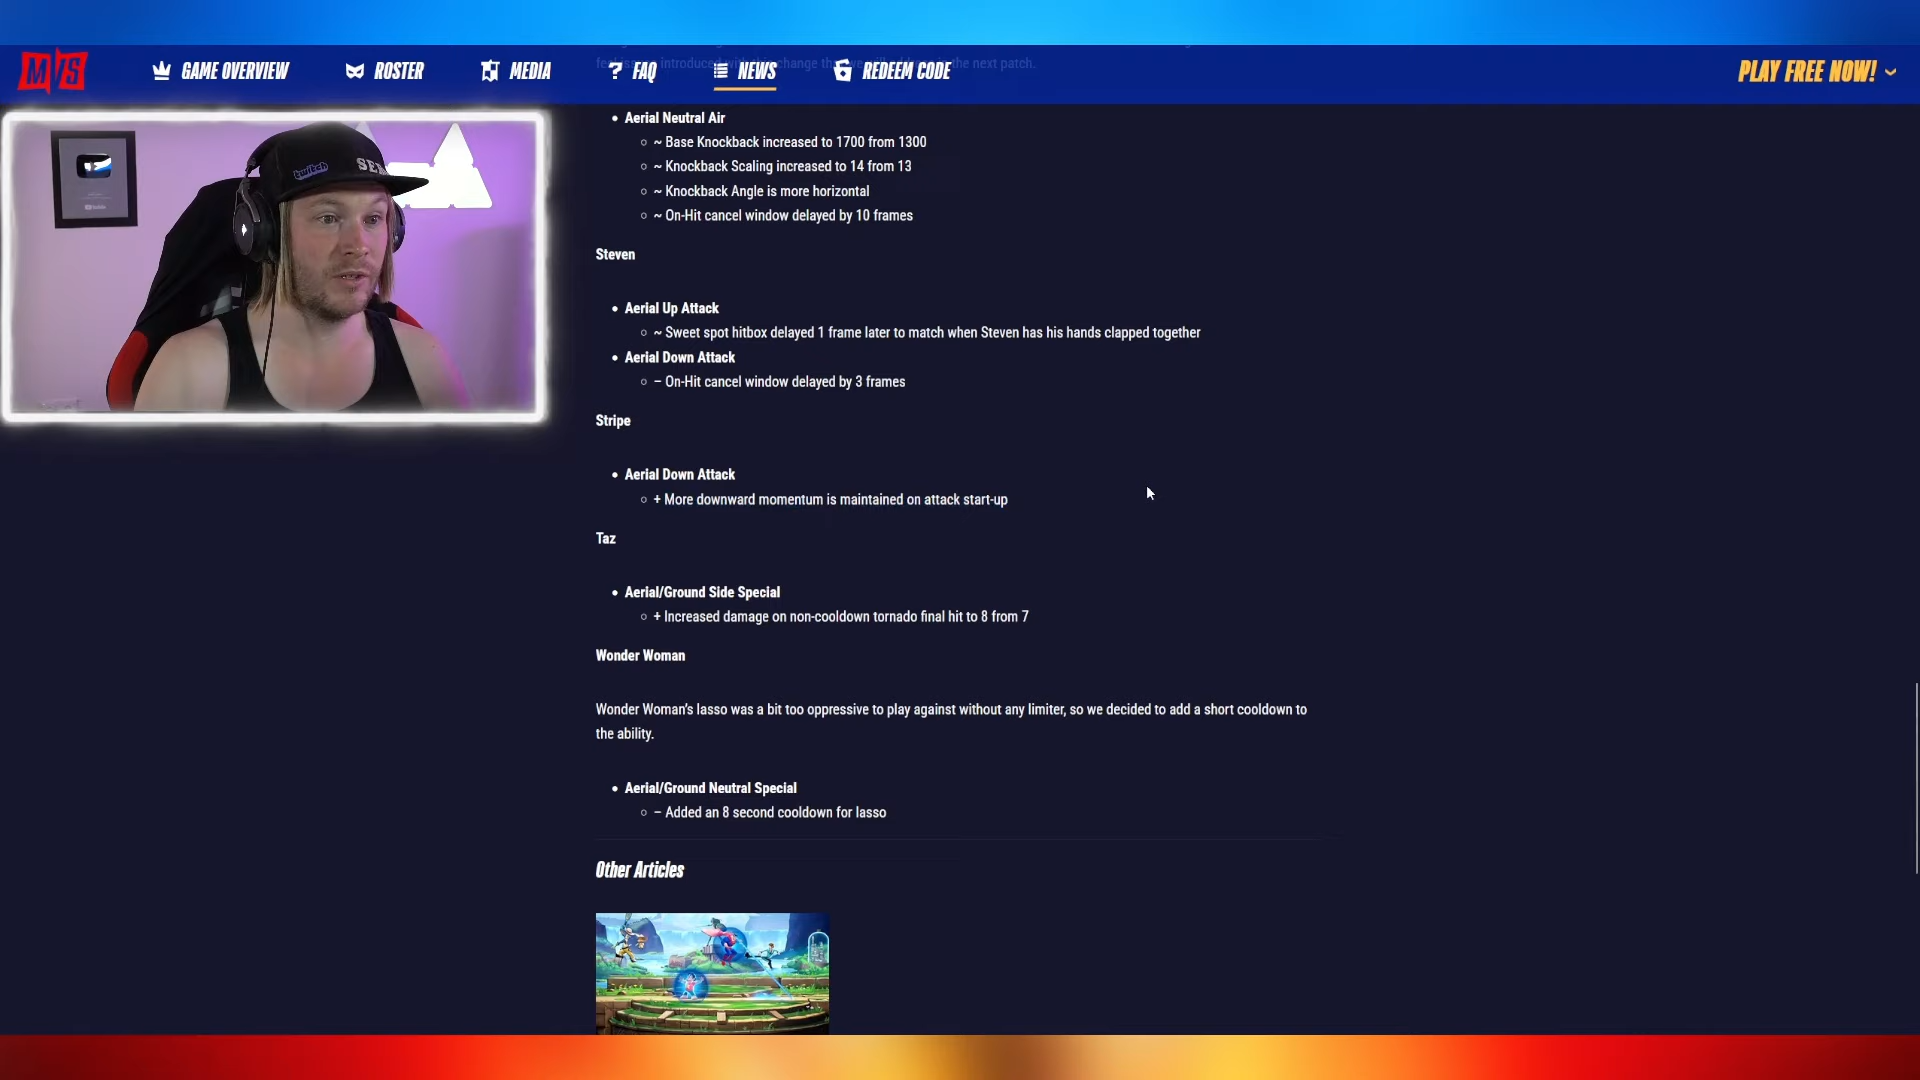 MVS
GAME OVERVIEW
ROSTER
MEDIA
? FAQ
NEWS
REDEEM CODE
PLAY FREE NOW!
introduced change the next patch.
twitch
• Aerial Neutral Air
○ ~ Base Knockback increased to 1700 from 1300
○ ~ Knockback Scaling increased to 14 from 13
○ ~ Knockback Angle is more horizontal
○ ~ On-Hit cancel window delayed by 10 frames
Steven
• Aerial Up Attack
○ ~ Sweet spot hitbox delayed 1 frame later to match when Steven has his hands clapped together
• Aerial Down Attack
○ – On-Hit cancel window delayed by 3 frames
Stripe
• Aerial Down Attack
○ + More downward momentum is maintained on attack start-up
Taz
• Aerial/Ground Side Special
○ + Increased damage on non-cooldown tornado final hit to 8 from 7
Wonder Woman
Wonder Woman's lasso was a bit too oppressive to play against without any limiter, so we decided to add a short cooldown to
the ability.
• Aerial/Ground Neutral Special
○ – Added an 8 second cooldown for lasso
Other Articles